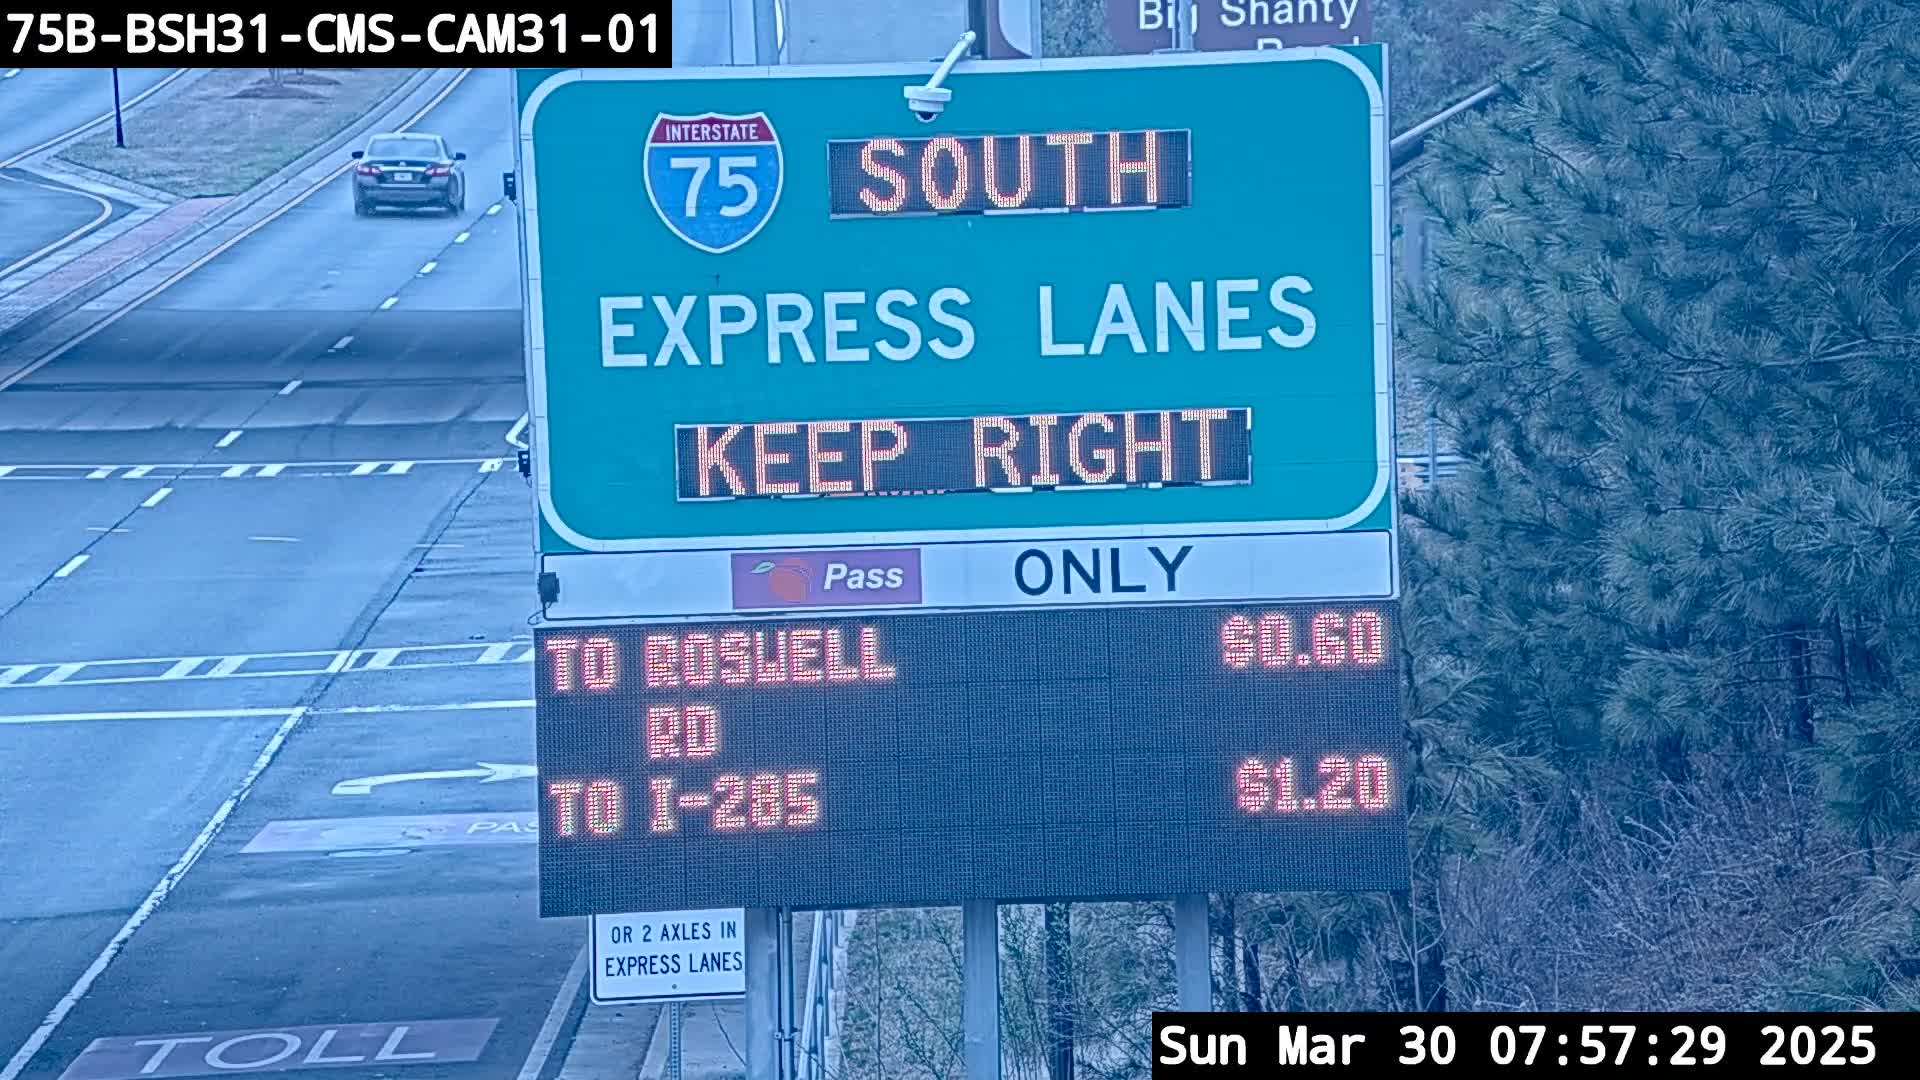 75B-BSH31-CMS-CAM31-01
Big Shanty
INTERSTATE
75
SOUTH
EXPRESS LANES
KEEP RIGHT
Pass
ONLY
TO ROSWELL $0.60
RD
TO I-285 $1.20
OR 2 AXLES IN
EXPRESS LANES
TOLL
Sun Mar 30 07:57:29 2025